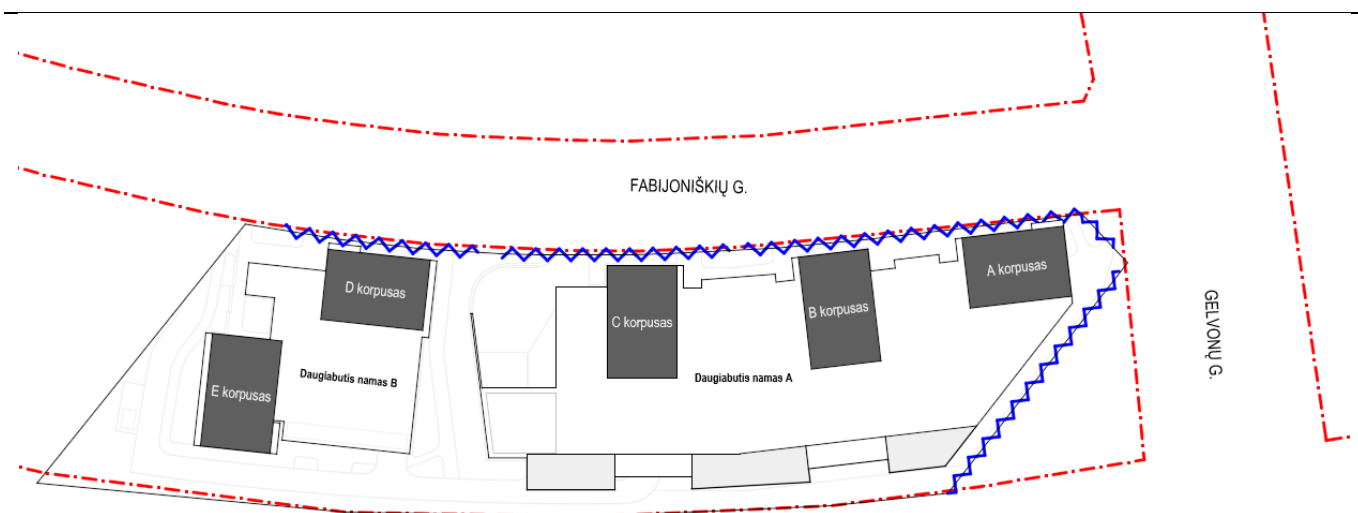 FABIJONIŠKIŲ G.
A korpusas
D korpusas
B korpusas
C korpusas
GELVONŲ G.
Daugiabutis namas B
Daugiabutis namas A
E korpusas